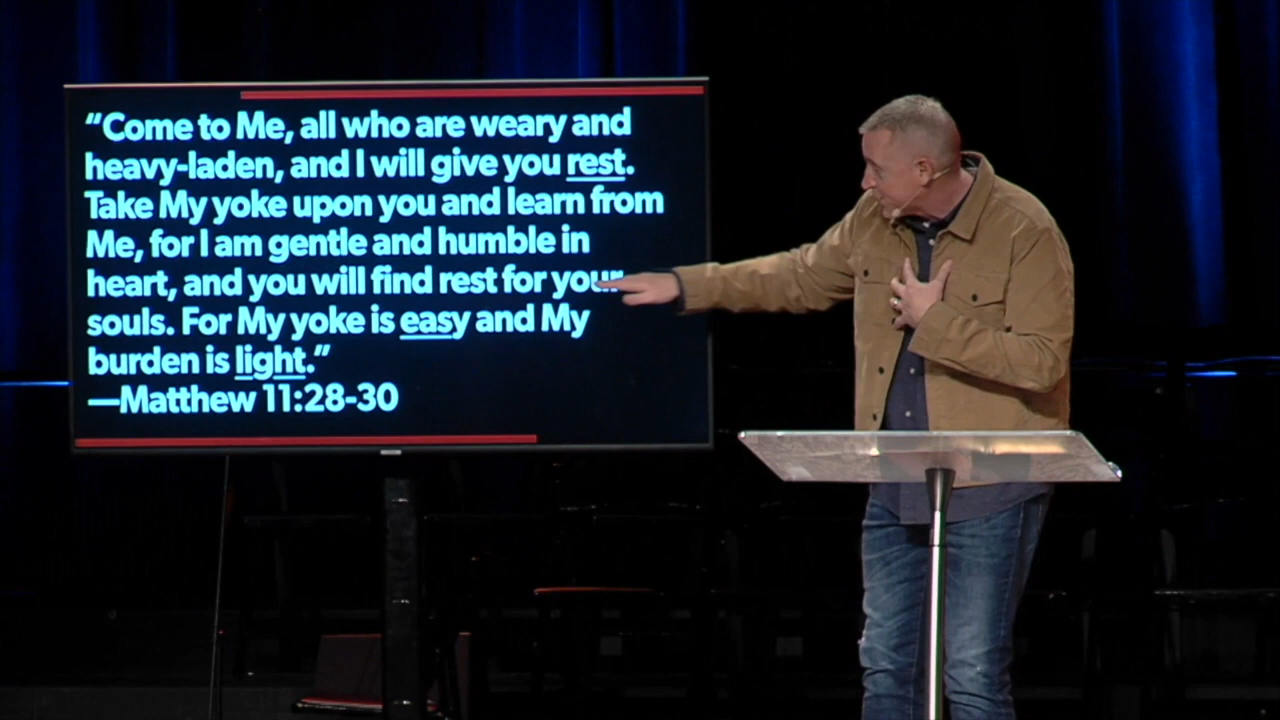 “Come to Me, all who are weary and
heavy-laden, and I will give you rest.
Take My yoke upon you and learn from
Me, for I am gentle and humble in
heart, and you will find rest for your
souls. For My yoke is easy and My
burden is light.”
—Matthew 11:28-30